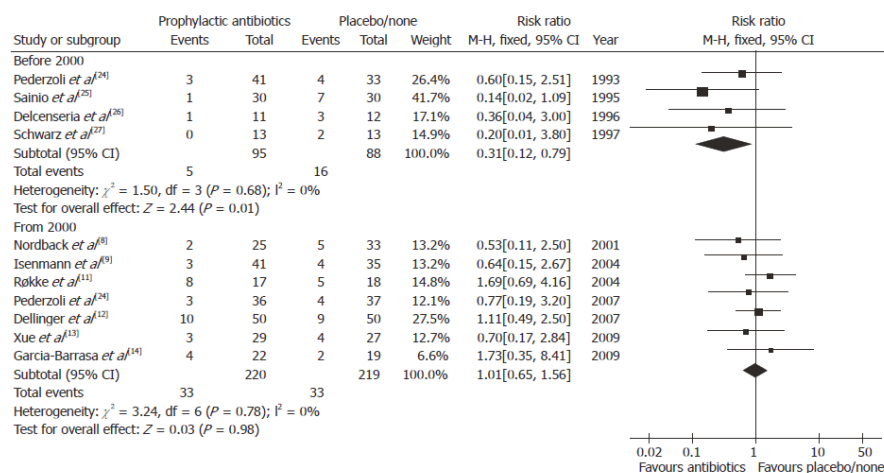 Prophylactic antibiotics Placebo/none Risk ratio Risk ratio
Study or subgroup Events Total Events Total Weight M-H, fixed, 95% CI Year M-H, fixed, 95% CI
Before 2000
Pederzoli et al[24] 3 41 4 33 26.4% 0.60[0.15, 2.51] 1993
Sainio et al[25] 1 30 7 30 41.7% 0.14[0.02, 1.09] 1995
Delcenseria et al[26] 1 11 3 12 17.1% 0.36[0.04, 3.00] 1996
Schwarz et al[27] 0 13 2 13 14.9% 0.20[0.01, 3.80] 1997
Subtotal (95% CI) 95 88 100.0% 0.31[0.12, 0.79]
Total events 5 16
Heterogeneity: χ² = 1.50, df = 3 (P = 0.68); I² = 0%
Test for overall effect: Z = 2.44 (P = 0.01)
From 2000
Nordback et al[8] 2 25 5 33 13.2% 0.53[0.11, 2.50] 2001
Isenmann et al[9] 3 41 4 35 13.2% 0.64[0.15, 2.67] 2004
Røkke et al[11] 8 17 5 18 14.8% 1.69[0.69, 4.16] 2004
Pederzoli et al[24] 3 36 4 37 12.1% 0.77[0.19, 3.20] 2007
Dellinger et al[12] 10 50 9 50 27.5% 1.11[0.49, 2.50] 2007
Xue et al[13] 3 29 4 27 12.7% 0.70[0.17, 2.84] 2009
Garcia-Barrasa et al[14] 4 22 2 19 6.6% 1.73[0.35, 8.41] 2009
Subtotal (95% CI) 220 219 100.0% 1.01[0.65, 1.56]
Total events 33 33
Heterogeneity: χ² = 3.24, df = 6 (P = 0.78); I² = 0%
Test for overall effect: Z = 0.03 (P = 0.98)
0.02 0.1 1 10 50
Favours antibiotics Favours placebo/none